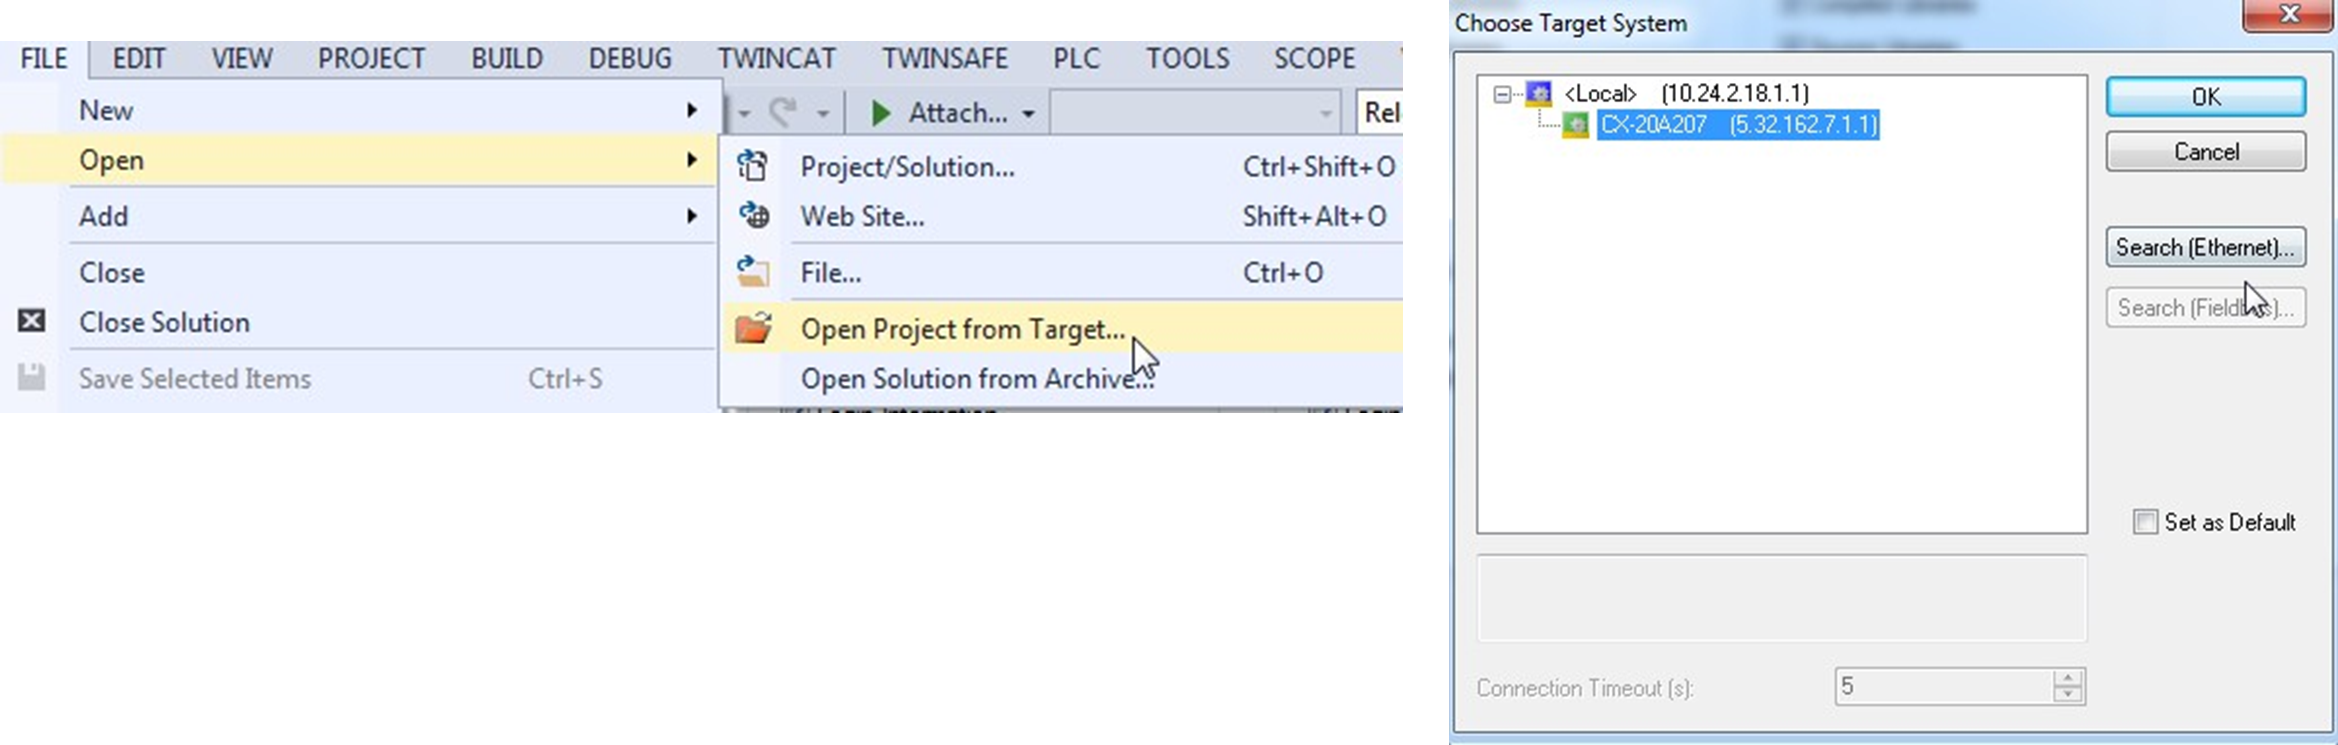 FILE EDIT VIEW PROJECT BUILD DEBUG TWINCAT TWINSAFE PLC TOOLS SCOPE
New
Attach...
Open
Project/Solution... Ctrl+Shift+O
Add
Web Site... Shift+Alt+O
Close
File... Ctrl+O
Close Solution
Open Project from Target...
Save Selected Items Ctrl+S
Open Solution from Archive...
Choose Target System
<Local> (10.24.2.18.1.1)
CX-20A207 (5.32.162.7.1.1)
OK
Cancel
Search (Ethernet)...
Search (Fieldbus)...
Set as Default
Connection Timeout (s): 5